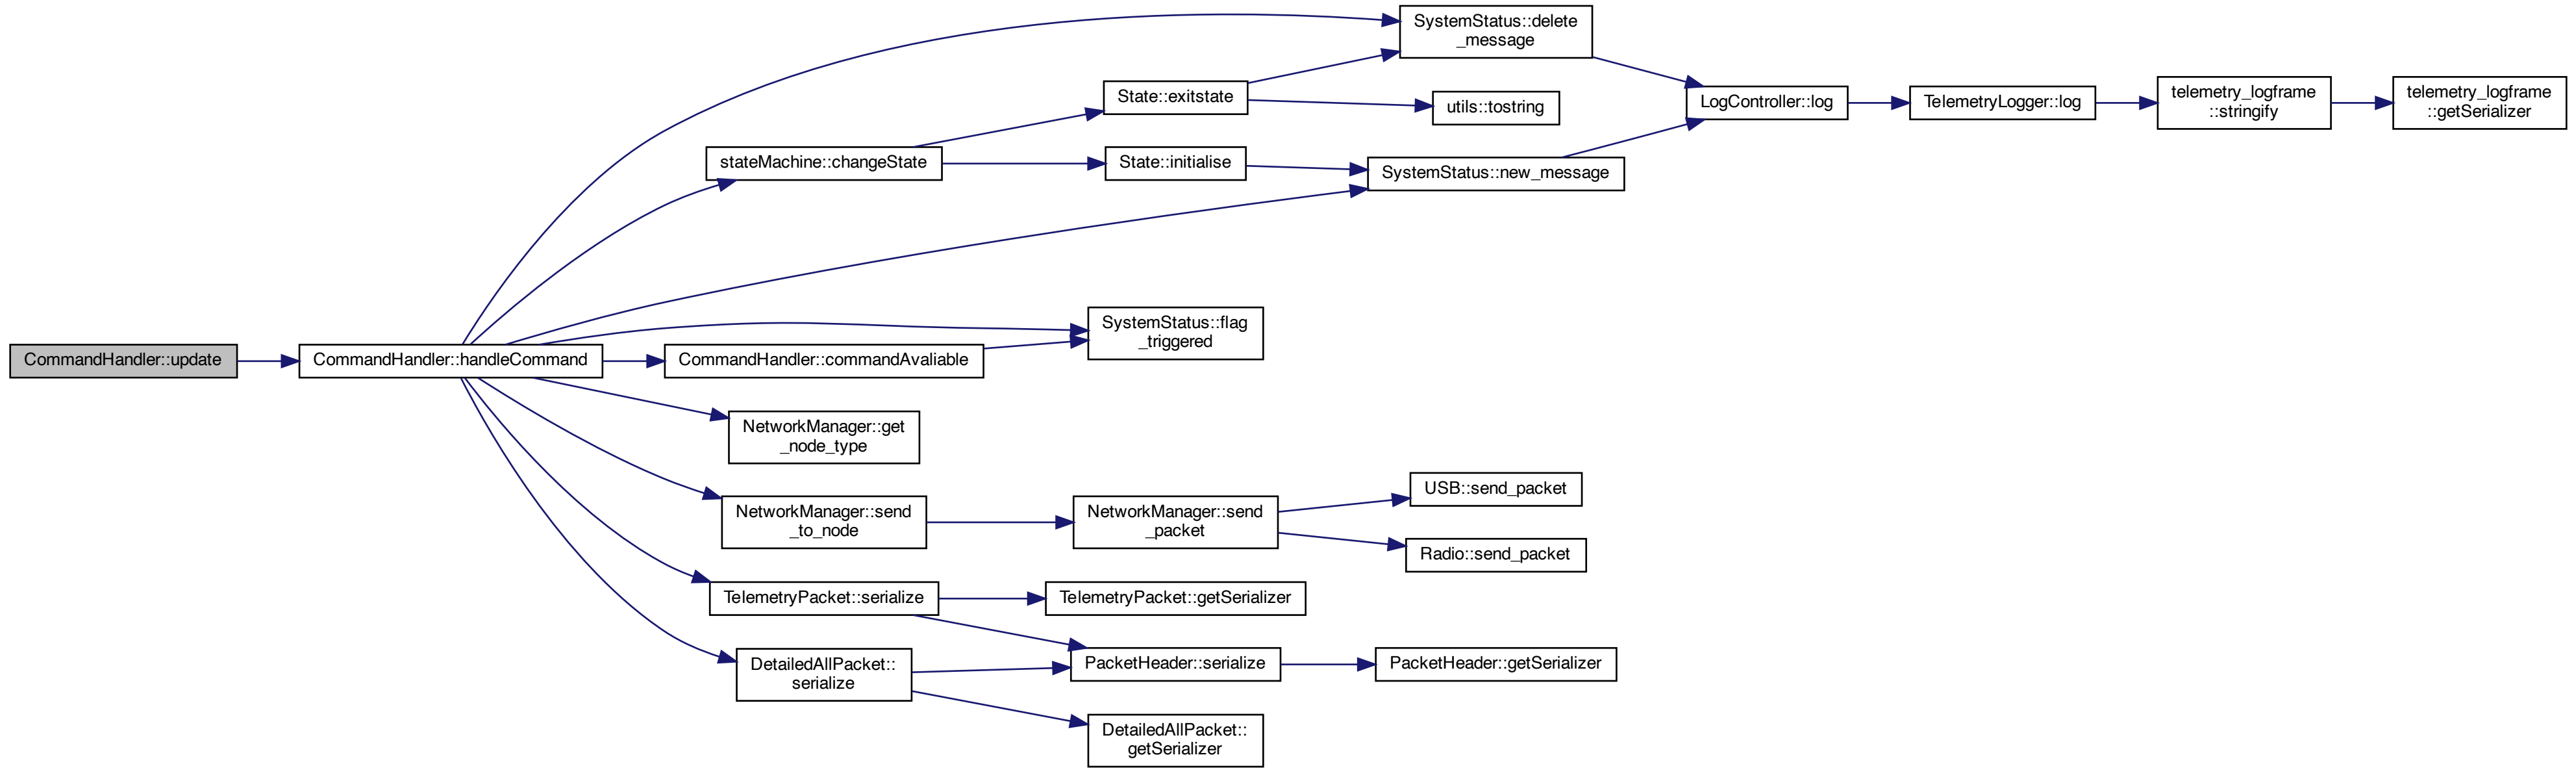 SystemStatus::delete
_message
State::exitstate
utils::tostring
LogController::log
TelemetryLogger::log
telemetry_logframe
::stringify
telemetry_logframe
::getSerializer
stateMachine::changeState
State::initialise
SystemStatus::new_message
SystemStatus::flag
_triggered
CommandHandler::update
CommandHandler::handleCommand
CommandHandler::commandAvaliable
NetworkManager::get
_node_type
NetworkManager::send
_to_node
NetworkManager::send
_packet
USB::send_packet
Radio::send_packet
TelemetryPacket::serialize
TelemetryPacket::getSerializer
DetailedAllPacket::
serialize
PacketHeader::serialize
PacketHeader::getSerializer
DetailedAllPacket::
getSerializer